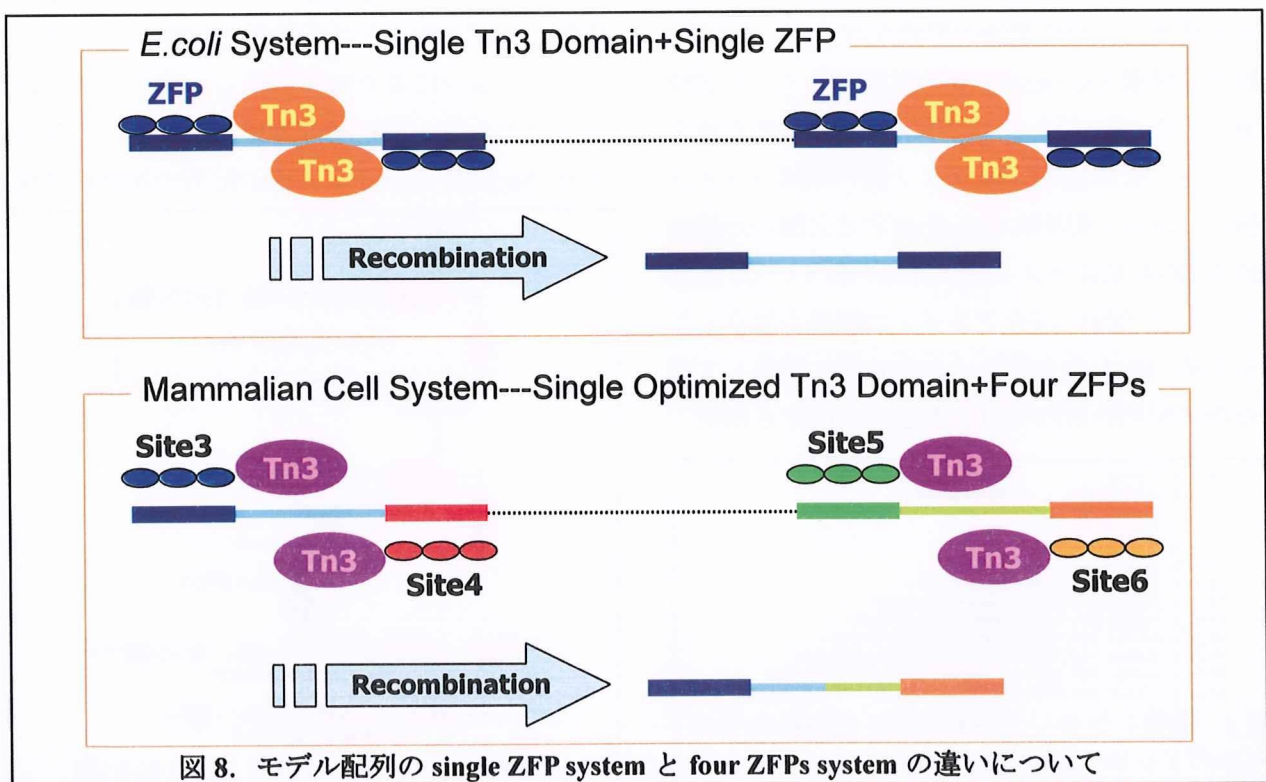 E.coli System---Single Tn3 Domain+Single ZFP
ZFP
Tn3
Tn3
ZFP
Tn3
Tn3
Recombination
Mammalian Cell System---Single Optimized Tn3 Domain+Four ZFPs
Site3
Tn3
Tn3
Site4
Site5
Tn3
Tn3
Site6
Recombination
図 8. モデル配列の single ZFP system と four ZFPs system の違いについて